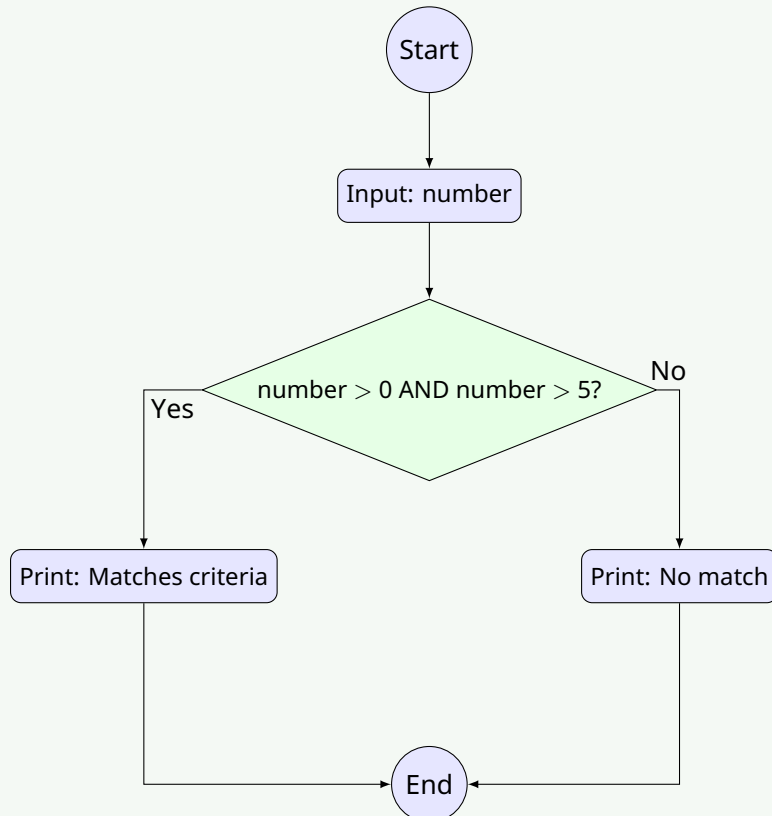 Start
Input: number
number > 0 AND number > 5?
Yes
No
Print: Matches criteria
Print: No match
End